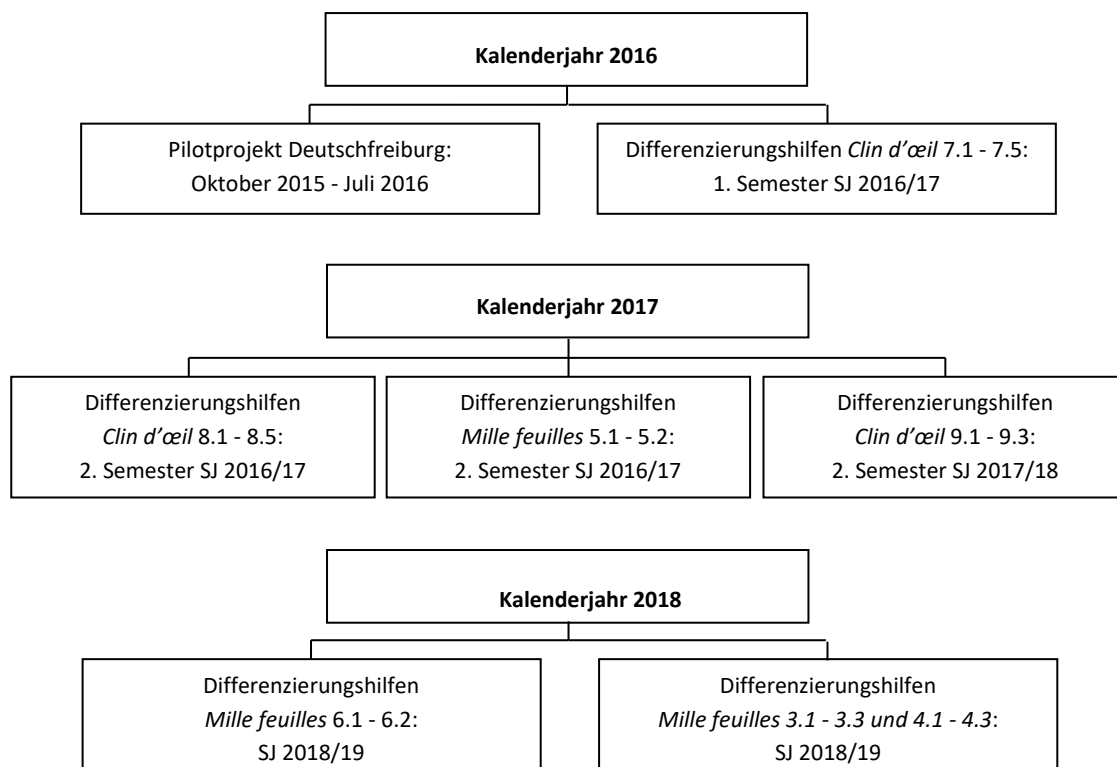 Kalenderjahr 2016
Pilotprojekt Deutschfreiburg:
Oktober 2015 - Juli 2016
Differenzierungshilfen Clin d’œil 7.1 - 7.5:
1. Semester SJ 2016/17
Kalenderjahr 2017
Differenzierungshilfen
Clin d’œil 8.1 - 8.5:
2. Semester SJ 2016/17
Differenzierungshilfen
Mille feuilles 5.1 - 5.2:
2. Semester SJ 2016/17
Differenzierungshilfen
Clin d’œil 9.1 - 9.3:
2. Semester SJ 2017/18
Kalenderjahr 2018
Differenzierungshilfen
Mille feuilles 6.1 - 6.2:
SJ 2018/19
Differenzierungshilfen
Mille feuilles 3.1 - 3.3 und 4.1 - 4.3:
SJ 2018/19